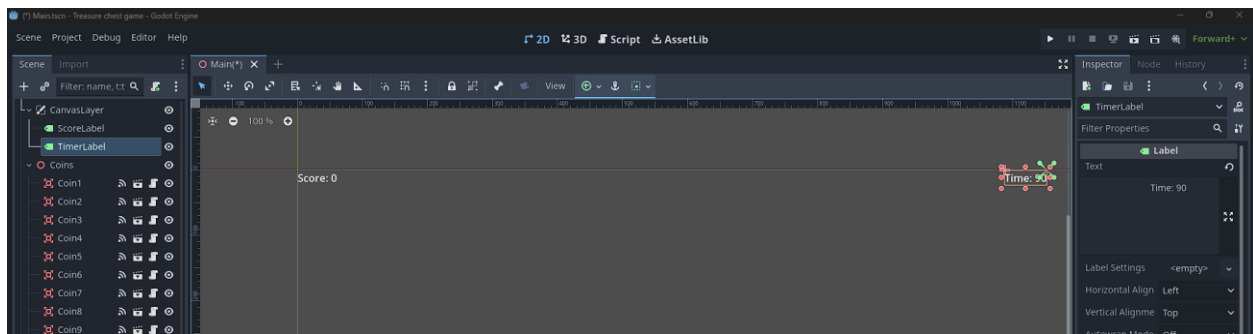 (*) Main.tscn - Treasure chest game - Godot Engine
Scene Project Debug Editor Help
2D 3D Script AssetLib
Forward+
Scene Import
Main(*)
Inspector Node History
Filter: name, t:t
View
TimerLabel
CanvasLayer
100 %
Filter Properties
ScoreLabel
TimerLabel
Label
Coins
Text
Coin1
Score: 0
Time: 90
Time: 90
Coin2
Coin3
Coin4
Coin5
Label Settings <empty>
Coin6
Horizontal Align Left
Coin7
Vertical Alignme Top
Coin8
Autowrap Mode Off
Coin9